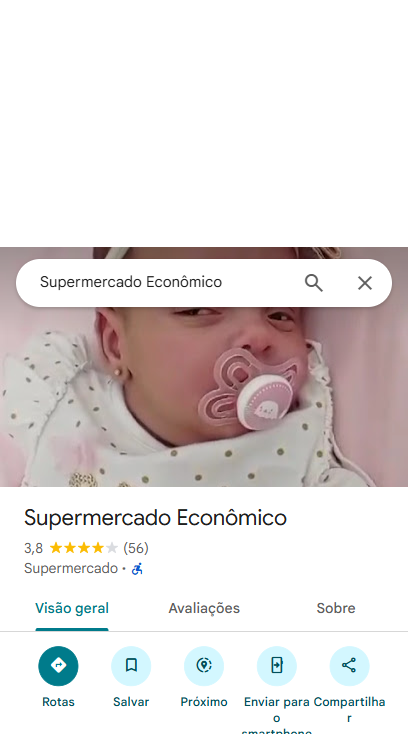 Supermercado Econômico
Supermercado Econômico
3,8 (56)
Supermercado ·
Visão geral Avaliações Sobre
Rotas Salvar Próximo Enviar para o smartphone Compartilhar